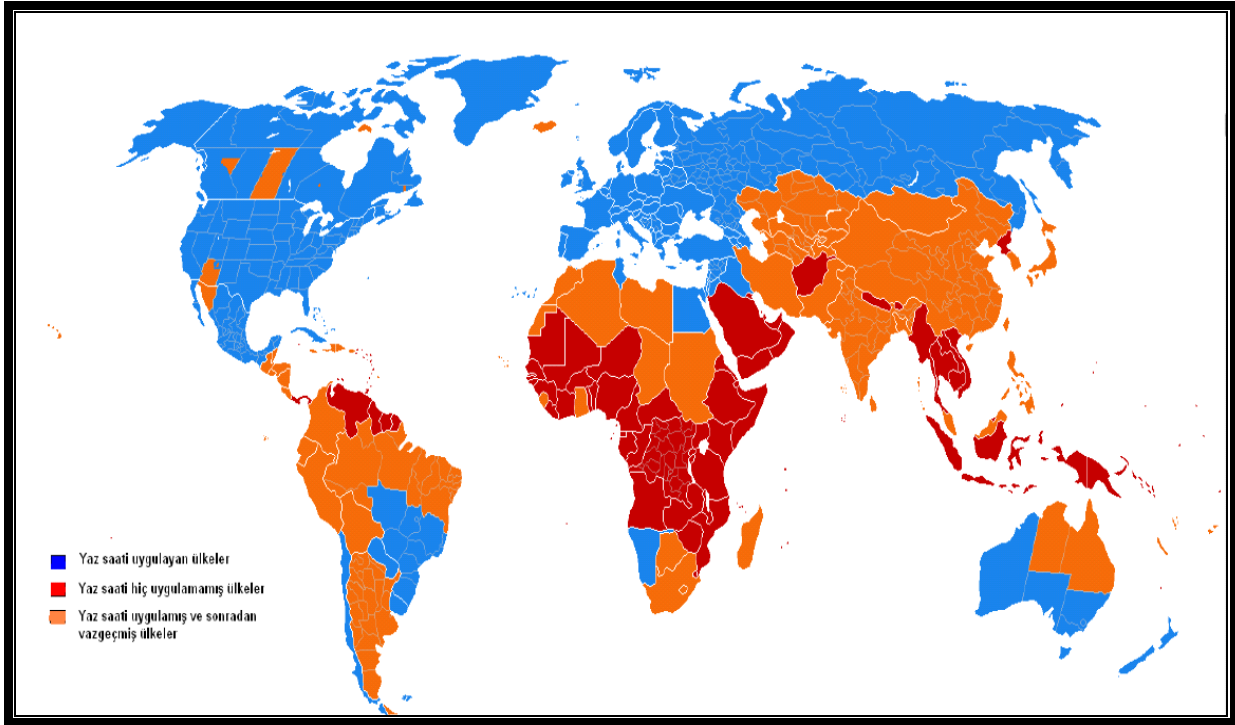 Yaz saati uygulayan ülkeler
Yaz saati hiç uygulamamış ülkeler
Yaz saati uygulamış ve sonradan
vazgeçmiş ülkeler